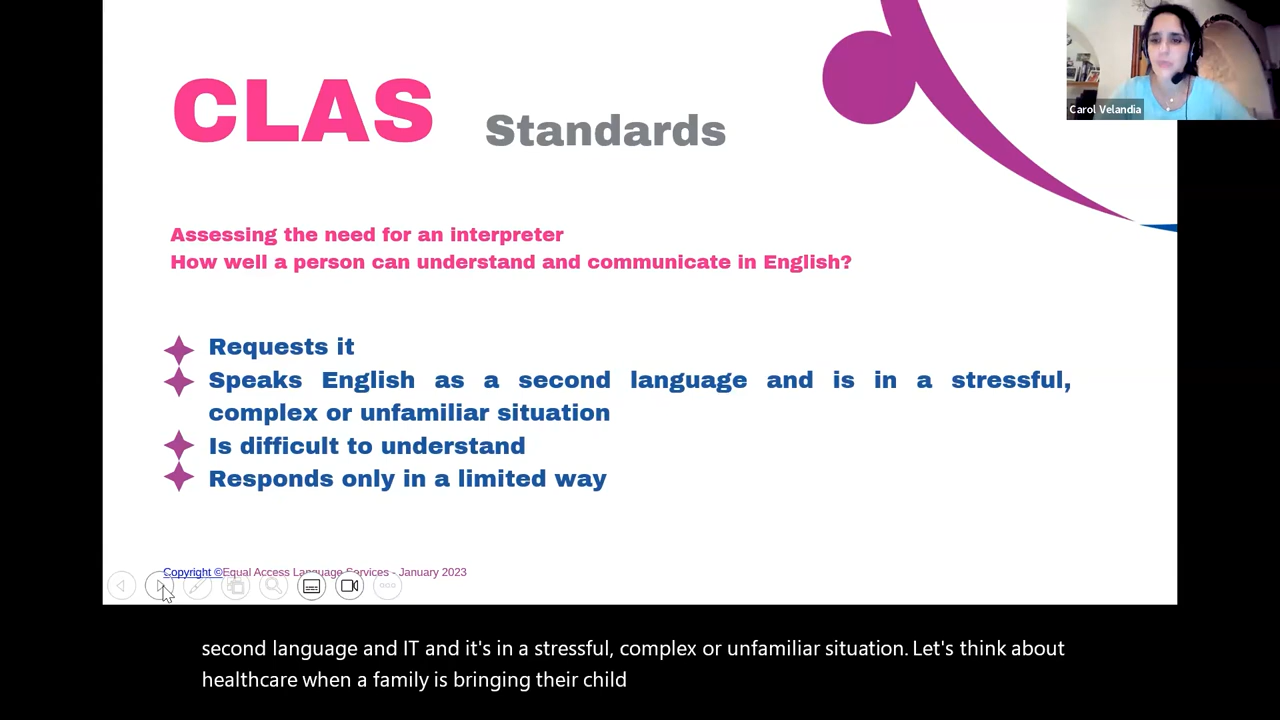 CLAS Standards
Carol Velandia
Assessing the need for an interpreter
How well a person can understand and communicate in English?
Requests it
Speaks English as a second language and is in a stressful,
complex or unfamiliar situation
Is difficult to understand
Responds only in a limited way
Copyright ©Equal Access Language Services - January 2023
second language and IT and it's in a stressful, complex or unfamiliar situation. Let's think about
healthcare when a family is bringing their child